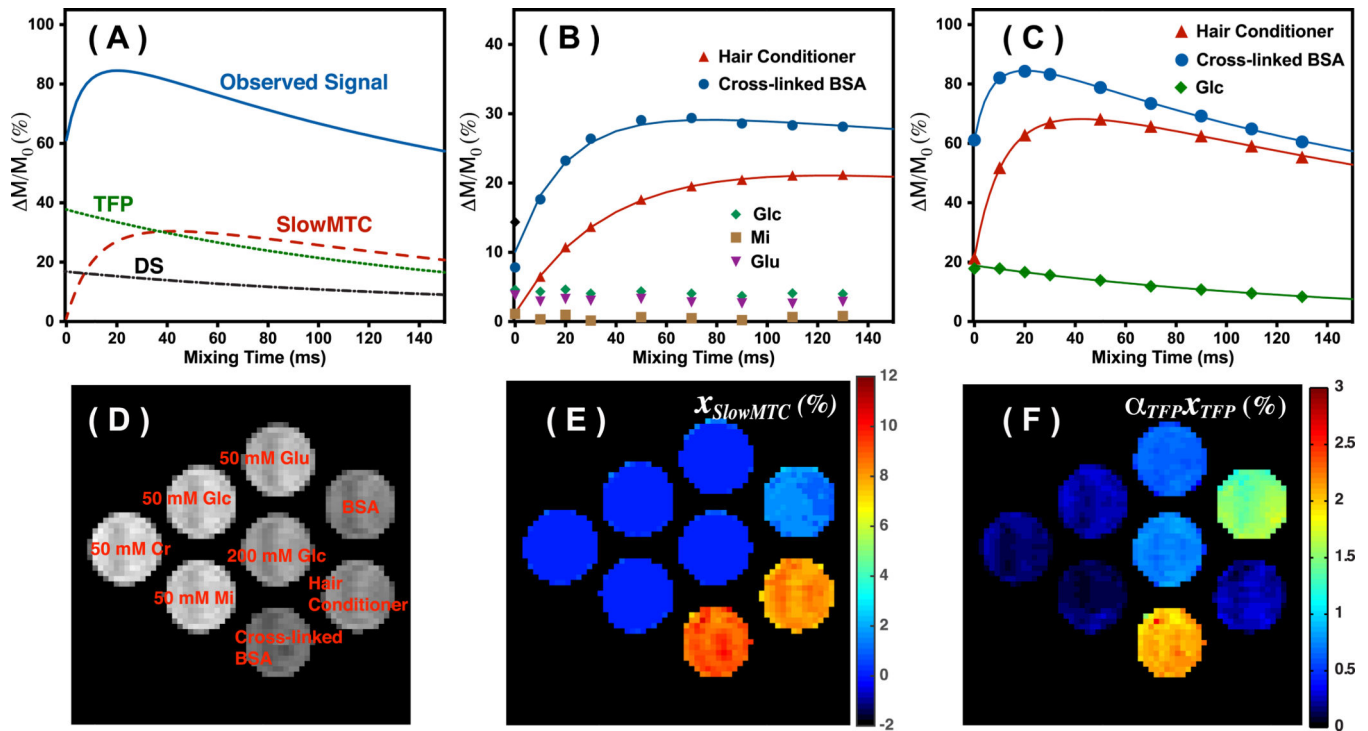 ( A )
Observed Signal
TFP
SlowMTC
DS
ΔM/M0 (%)
100
80
60
40
20
0
0 20 40 60 80 100 120 140
Mixing Time (ms)
( B )
Hair Conditioner
Cross-linked BSA
Glc
Mi
Glu
ΔM/M0 (%)
40
30
20
10
0
0 20 40 60 80 100 120 140
Mixing Time (ms)
( C )
Hair Conditioner
Cross-linked BSA
Glc
ΔM/M0 (%)
100
80
60
40
20
0
0 20 40 60 80 100 120 140
Mixing Time (ms)
( D )
50 mM Glu
50 mM Glc
BSA
50 mM Cr
200 mM Glc
50 mM Mi
Hair
Conditioner
Cross-linked
BSA
( E )
xSlowMTC (%)
12
10
8
6
4
2
0
-2
( F )
αTFPxTFP (%)
3
2.5
2
1.5
1
0.5
0